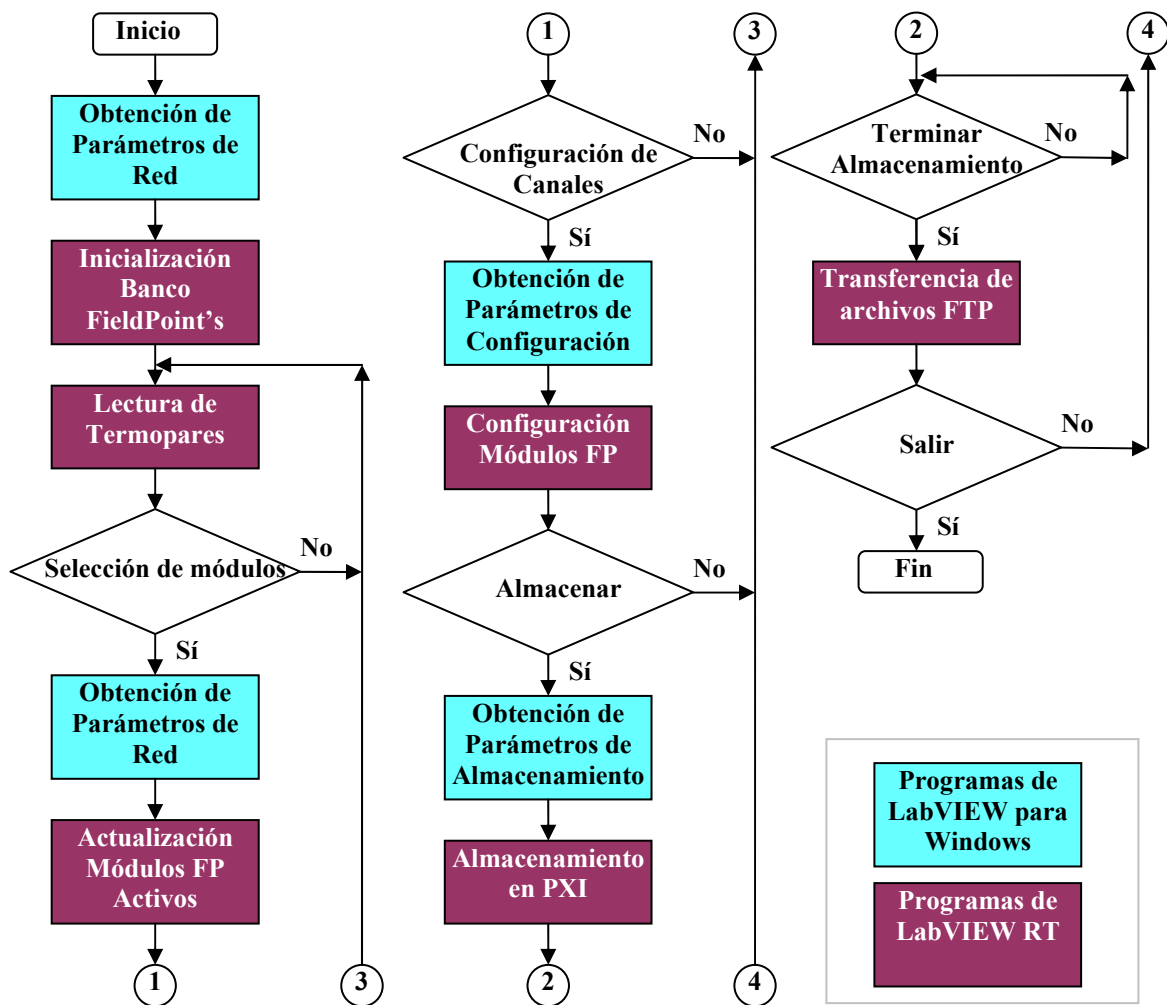 Inicio
Obtención de
Parámetros de
Red
Inicialización
Banco
FieldPoint’s
Lectura de
Termopares
Selección de módulos
No
Sí
Obtención de
Parámetros de
Red
Actualización
Módulos FP
Activos
1
3
1
3
Configuración de
Canales
No
Sí
Obtención de
Parámetros de
Configuración
Configuración
Módulos FP
Almacenar
No
Sí
Obtención de
Parámetros de
Almacenamiento
Almacenamiento
en PXI
2
4
2
4
Terminar
Almacenamiento
No
Sí
Transferencia de
archivos FTP
Salir
No
Sí
Fin
Programas de
LabVIEW para
Windows
Programas de
LabVIEW RT